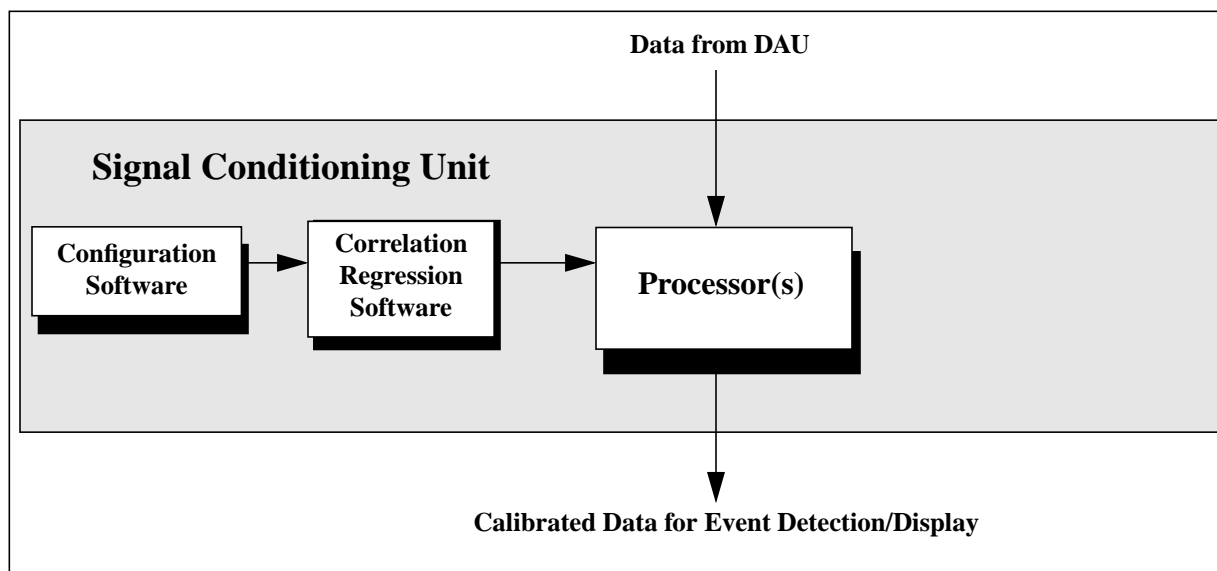 Data from DAU
Signal Conditioning Unit
Configuration
Software
Correlation
Regression
Software
Processor(s)
Calibrated Data for Event Detection/Display